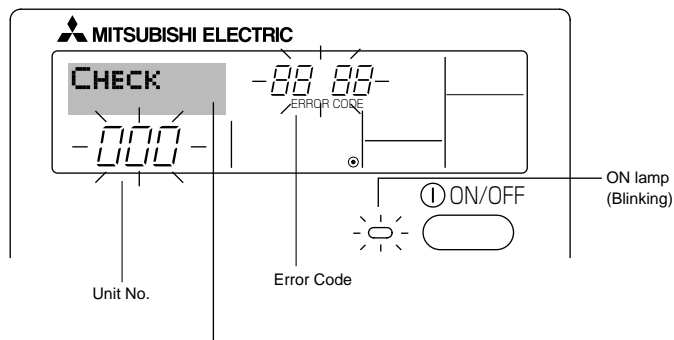 MITSUBISHI ELECTRIC
CHECK
88 88
ERROR CODE
000
ON/OFF
ON lamp
(Blinking)
Error Code
Unit No.